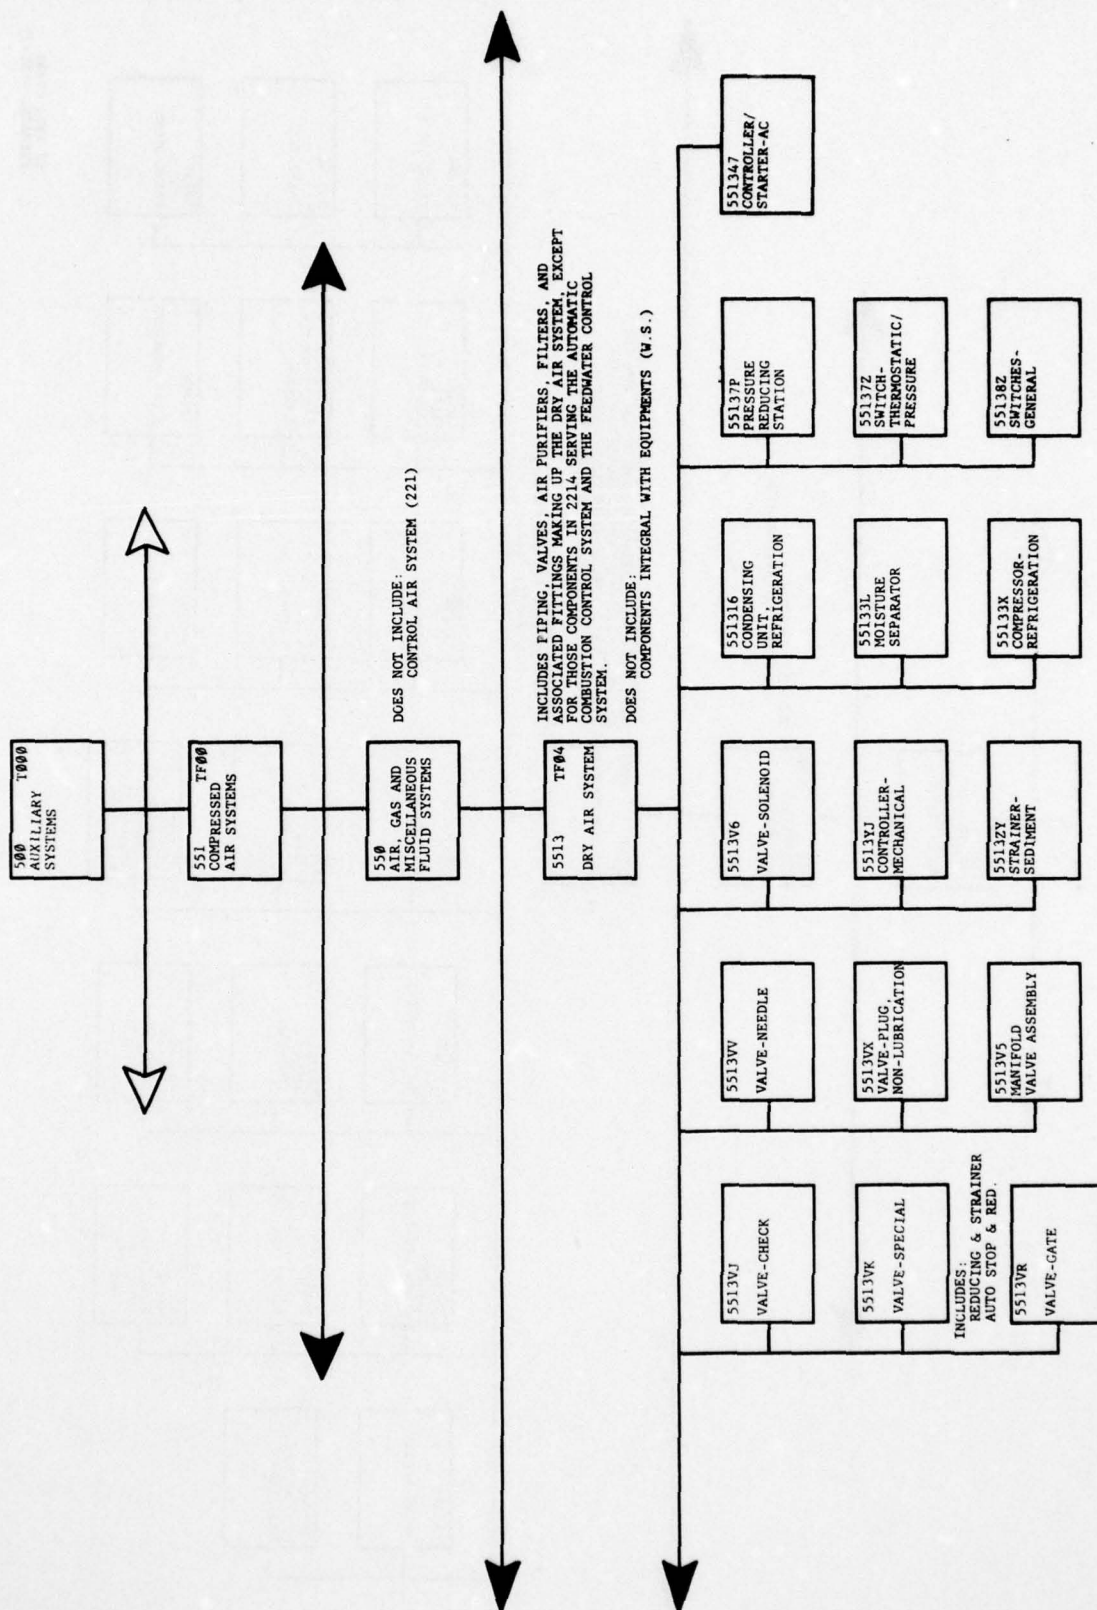 500 TØØØ
AUXILIARY
SYSTEMS
551 TFØØ
COMPRESSED
AIR SYSTEMS
55Ø
AIR, GAS AND
MISCELLANEOUS
FLUID SYSTEMS
DOES NOT INCLUDE:
CONTROL AIR SYSTEM (221)
5513 TFØ4
DRY AIR SYSTEM
INCLUDES PIPING, VALVES, AIR PURIFIERS, FILTERS, AND
ASSOCIATED FITTINGS MAKING UP THE DRY AIR SYSTEM, EXCEPT
FOR THOSE COMPONENTS IN 2214 SERVING THE AUTOMATIC
COMBUSTION CONTROL SYSTEM AND THE FEEDWATER CONTROL
SYSTEM.
DOES NOT INCLUDE:
COMPONENTS INTEGRAL WITH EQUIPMENTS (W.S.)
5513VJ
VALVE-CHECK
5513VK
VALVE-SPECIAL
INCLUDES:
REDUCING & STRAINER
AUTO STOP & RED.
5513VR
VALVE-GATE
5513VV
VALVE-NEEDLE
5513VX
VALVE-PLUG,
NON-LUBRICATION
5513V5
MANIFOLD
VALVE ASSEMBLY
5513V6
VALVE-SOLENOID
5513YJ
CONTROLLER-
MECHANICAL
5513ZY
STRAINER-
SEDIMENT
551316
CONDENSING
UNIT,
REFRIGERATION
55133L
MOISTURE
SEPARATOR
55133X
COMPRESSOR-
REFRIGERATION
55137P
PRESSURE
REDUCING
STATION
55137Z
SWITCH-
THERMOSTATIC/
PRESSURE
55138Z
SWITCHES-
GENERAL
551347
CONTROLLER/
STARTER-AC